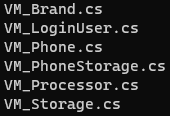 VM_Brand.cs
VM_LoginUser.cs
VM_Phone.cs
VM_PhoneStorage.cs
VM_Processor.cs
VM_Storage.cs